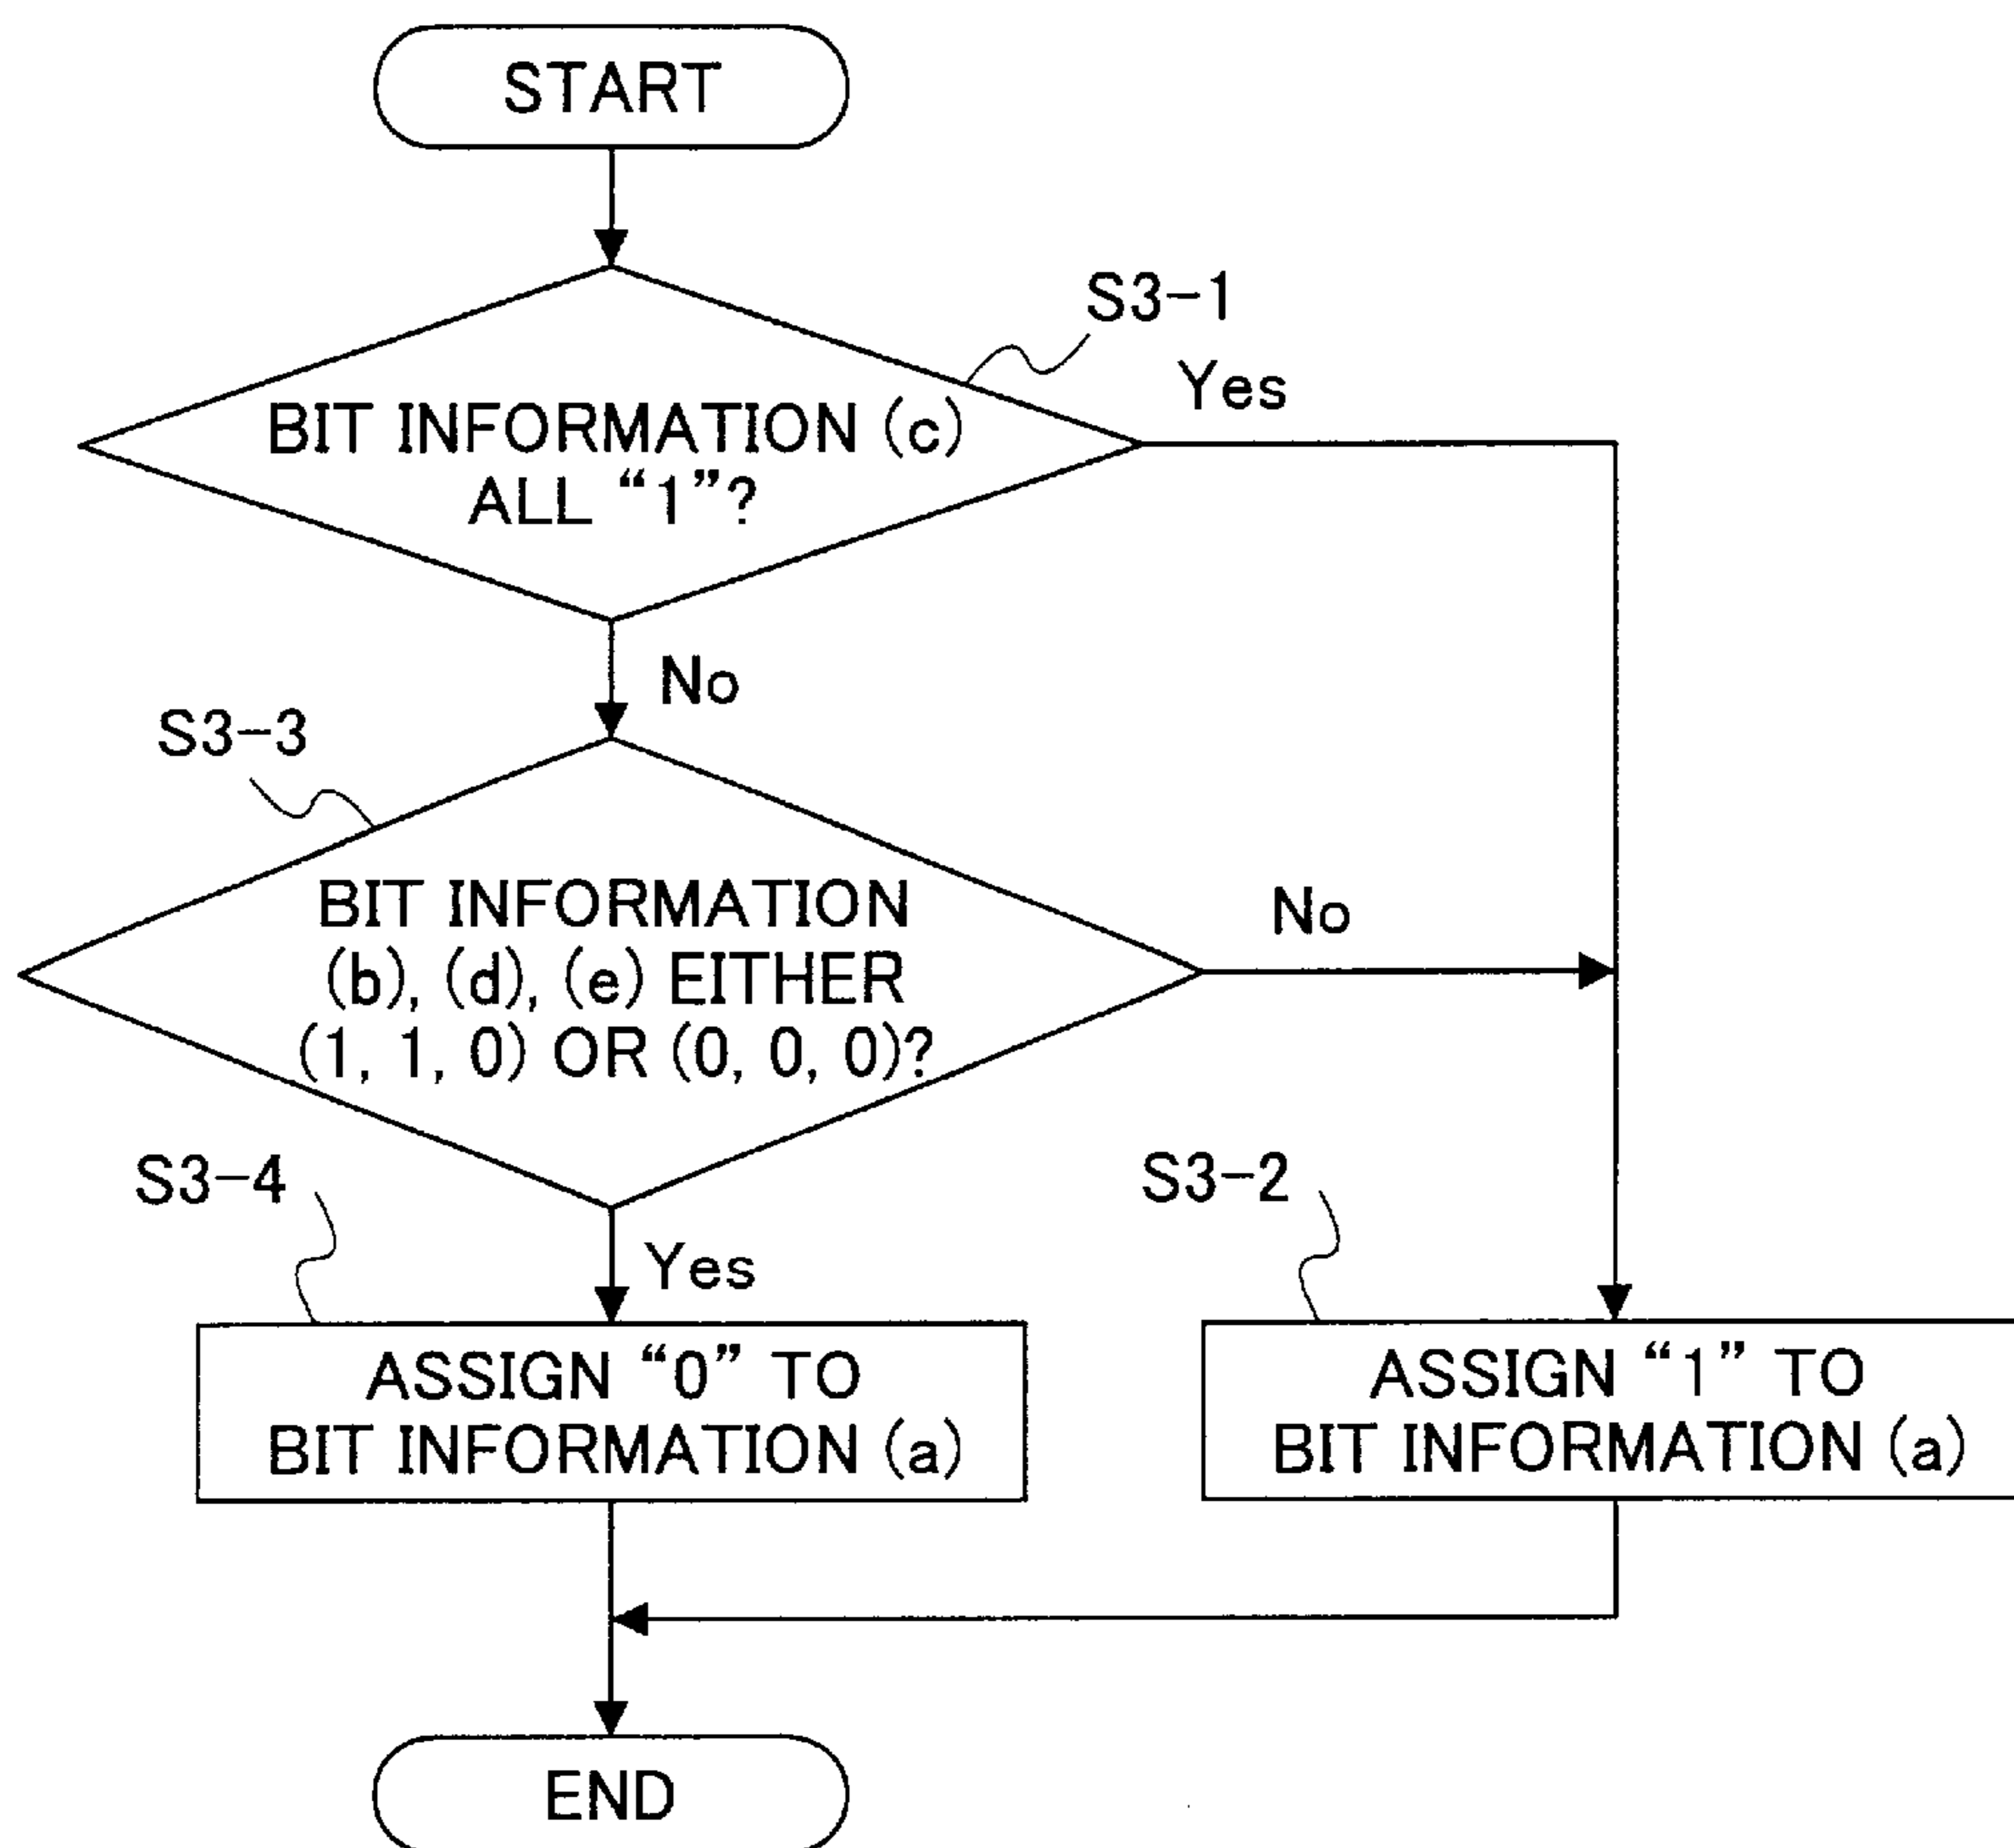 START
S3-1
Yes
BIT INFORMATION (c)
ALL “1”?
No
S3-3
BIT INFORMATION
(b), (d), (e) EITHER
(1, 1, 0) OR (0, 0, 0)?
No
S3-4
S3-2
Yes
ASSIGN “0” TO
BIT INFORMATION (a)
ASSIGN “1” TO
BIT INFORMATION (a)
END